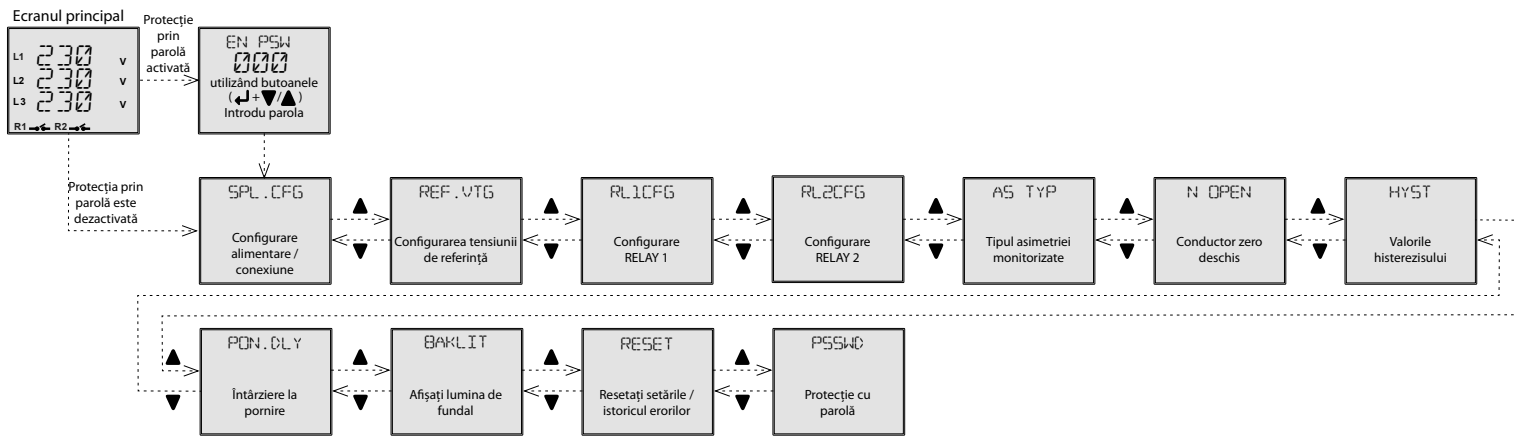 Ecranul principal
L1 230 V
L2 230 V
L3 230 V
R1 R2
Protecție
prin
parolă
activată
EN PSW
000
utilizând butoanele
(↵+▼/▲)
Introdu parola
Protecția prin
parolă este
dezactivată
SPL.CFG
Configurare
alimentare /
conexiune
REF.VTG
Configurarea tensiunii
de referință
RL1CFG
Configurare
RELAY 1
RL2CFG
Configurare
RELAY 2
AS TYP
Tipul asimetriei
monitorizate
N OPEN
Conductor zero
deschis
HYST
Valorile
histerezisului
PON.DLY
Întârziere la
pornire
BAKLIT
Afișați lumina de
fundal
RESET
Resetați setările /
istoricul erorilor
PSSWD
Protecție cu
parolă